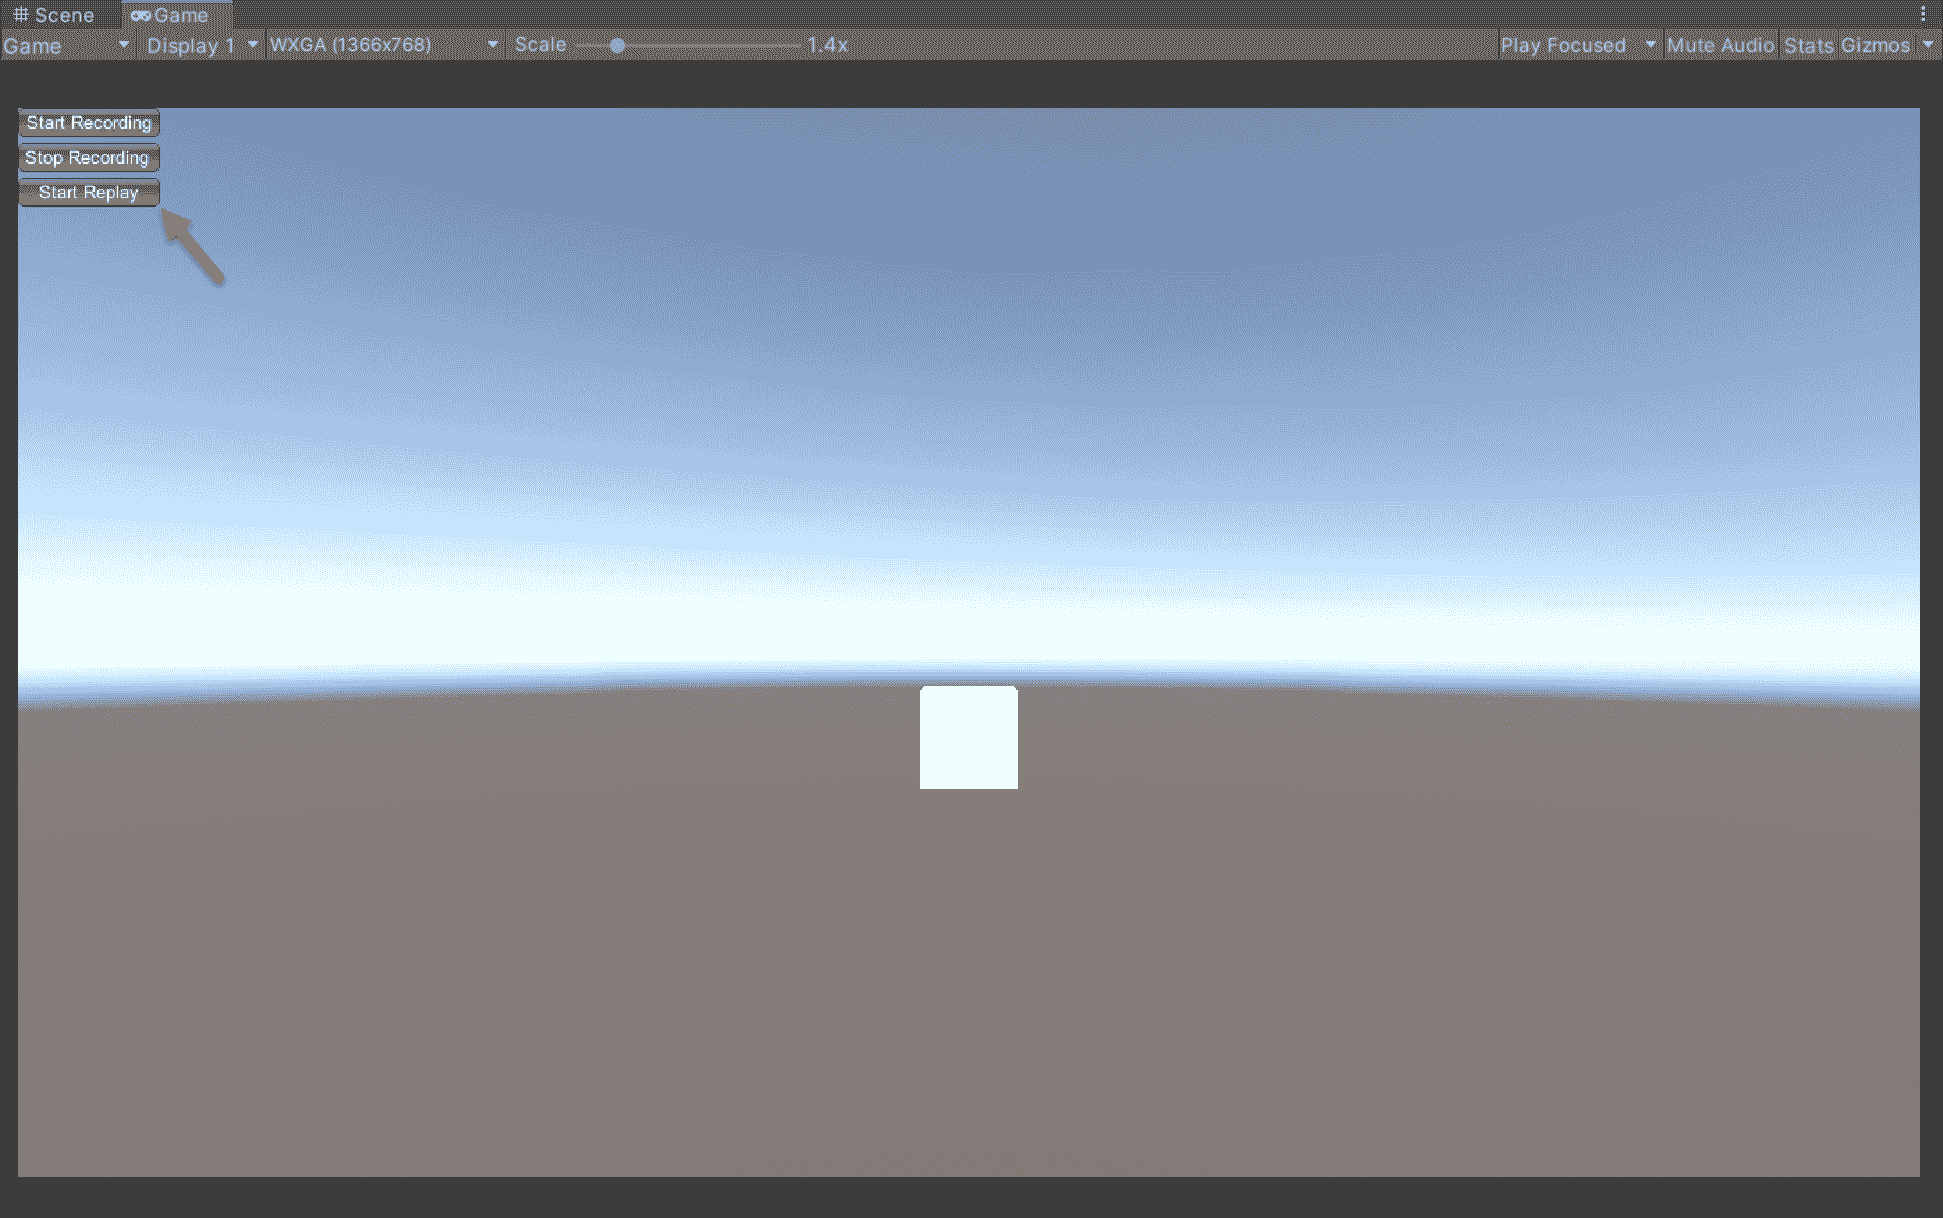 Scene Game
Game Display 1 WXGA (1366x768) Scale 1.4x Play Focused Mute Audio Stats Gizmos
Start Recording
Stop Recording
Start Replay